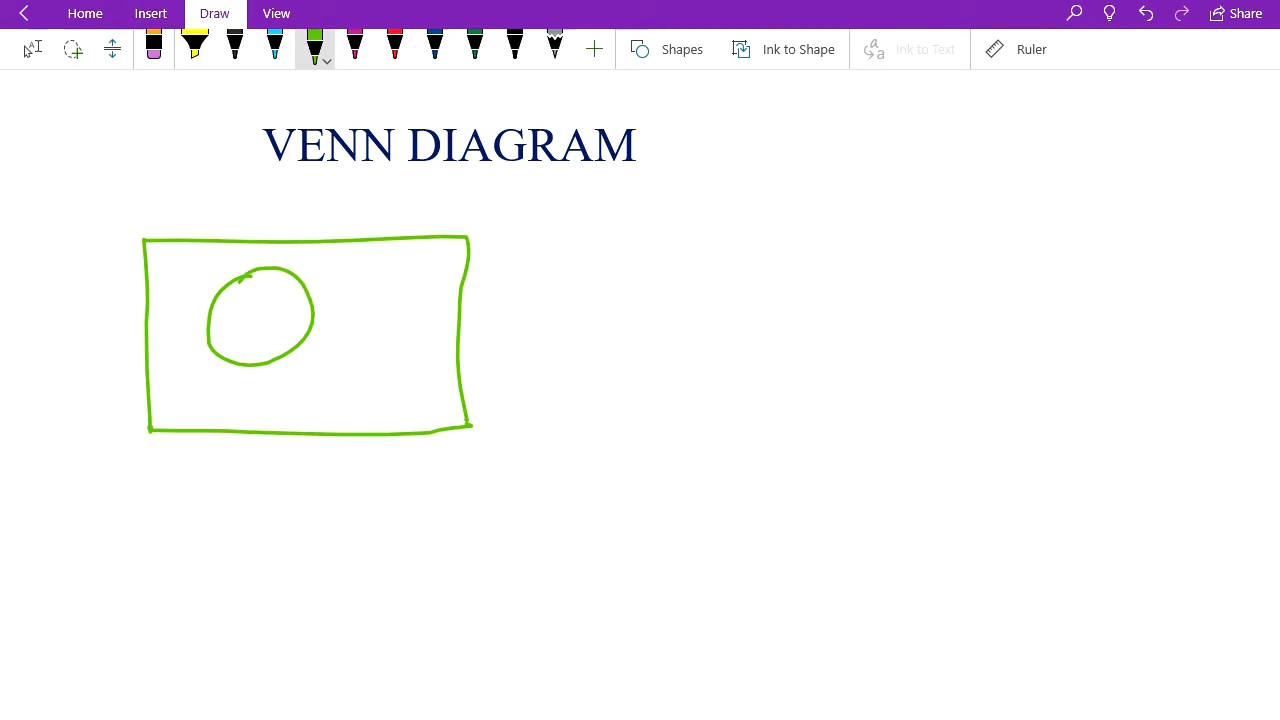 Home Insert Draw View Share
Shapes Ink to Shape Ink to Text Ruler
VENN DIAGRAM